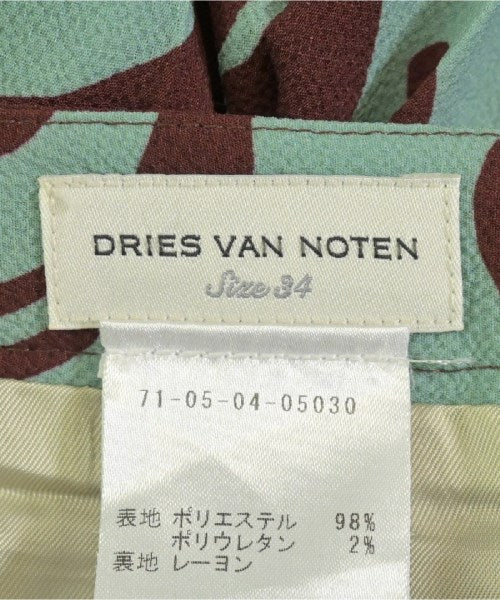 DRIES VAN NOTEN
Size 34
71-05-04-05030
表地 ポリエステル 98%
ポリウレタン 2%
裏地 レーヨン